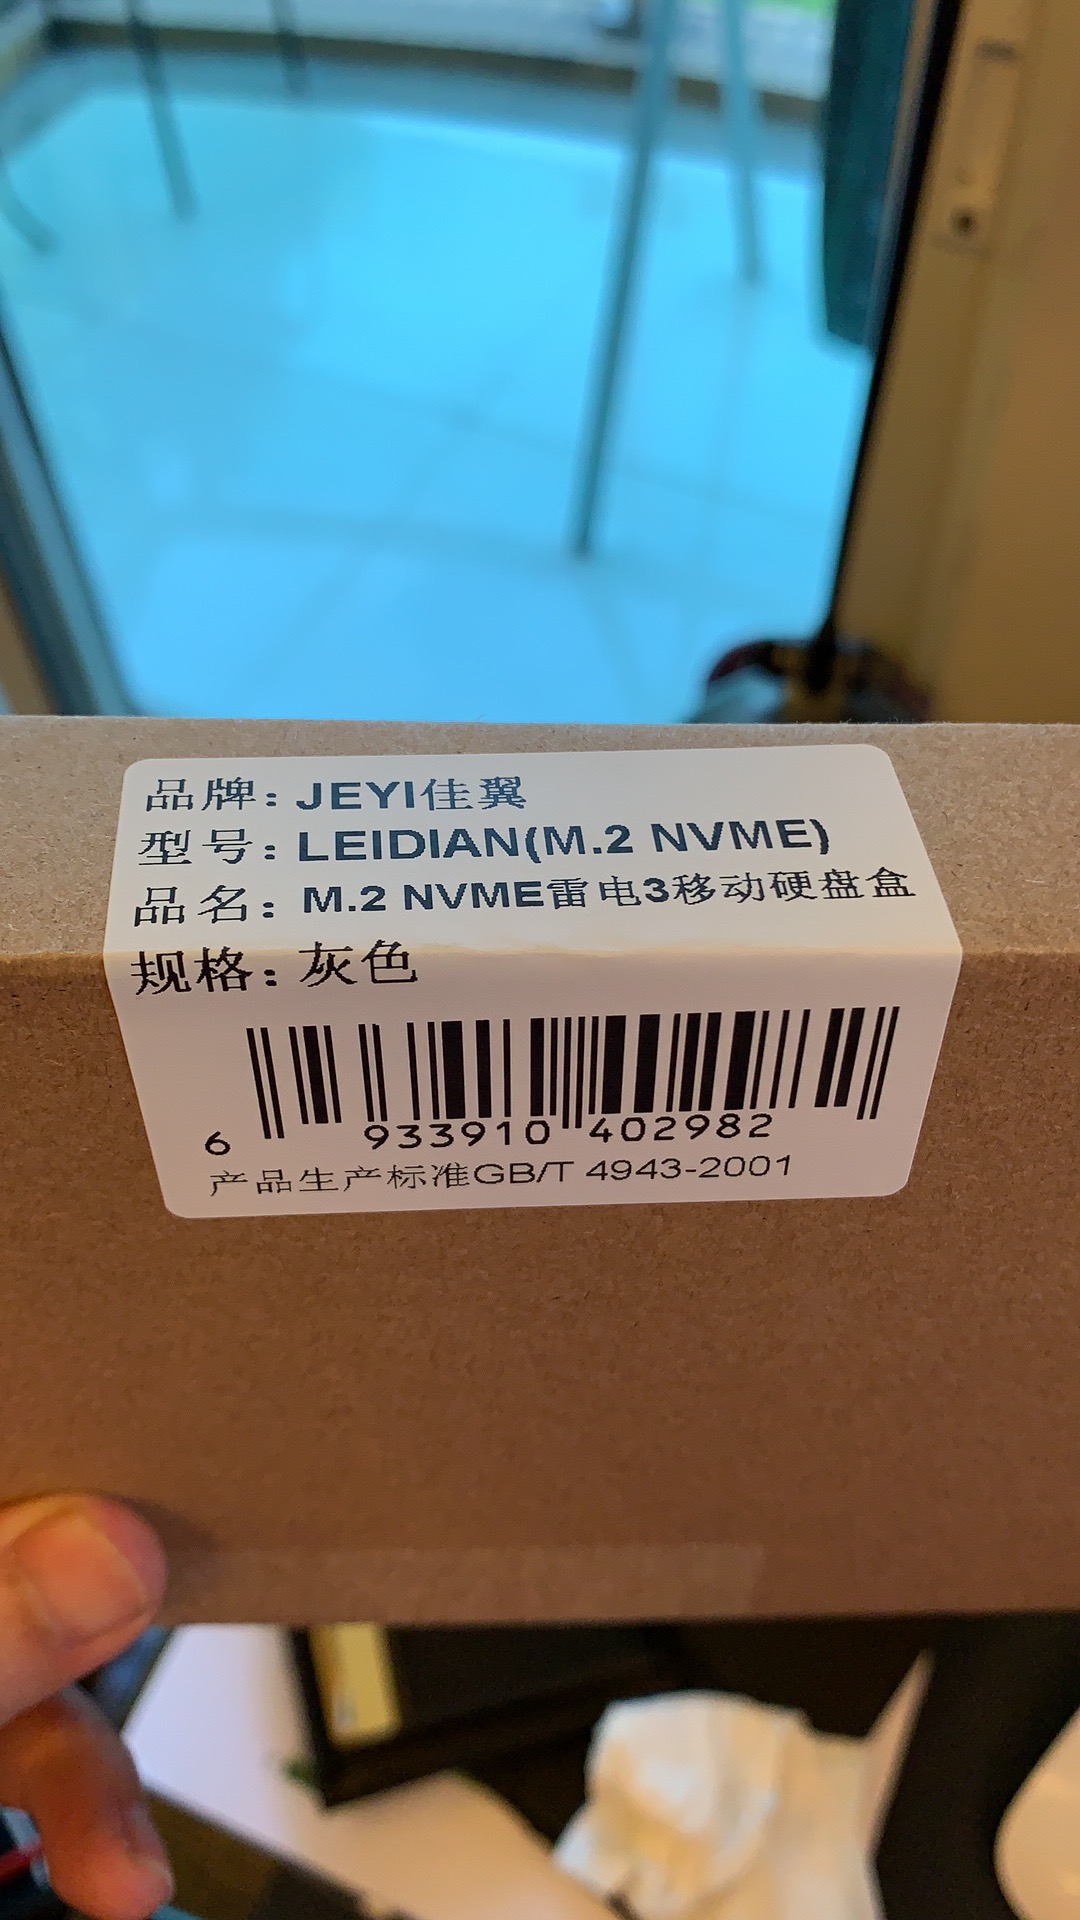 品牌: JEYI佳翼
型号: LEIDIAN(M.2 NVME)
品名: M.2 NVME雷电3移动硬盘盒
规格: 灰色
6 933910 402982
产品生产标准GB/T 4943-2001